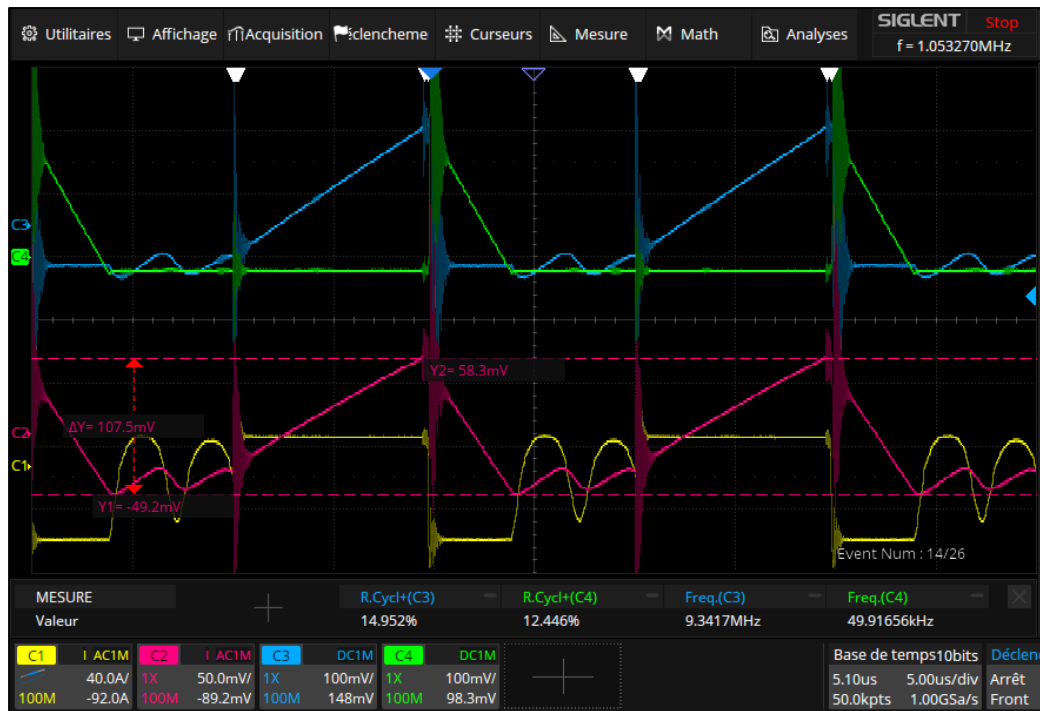 Utilitaires Affichage Acquisition Éclencheme Curseurs Mesure Math Analyses
SIGLENT Stop
f = 1.053270MHz
C3
C4
Y2= 58.3mV
ΔY= 107.5mV
C2
C1
Y1= -49.2mV
Event Num : 14/26
MESURE R.Cycl+(C3) R.Cycl+(C4) Freq.(C3) Freq.(C4)
Valeur 14.952% 12.446% 9.3417MHz 49.91656kHz
C1 I AC1M C2 I AC1M C3 DC1M C4 DC1M Base de temps 10bits Déclen
40.0A/ 1X 50.0mV/ 1X 100mV/ 1X 100mV/ 5.10us 5.00us/div Arrêt
100M -92.0A 100M -89.2mV 100M 148mV 100M 98.3mV 50.0kpts 1.00GSa/s Front